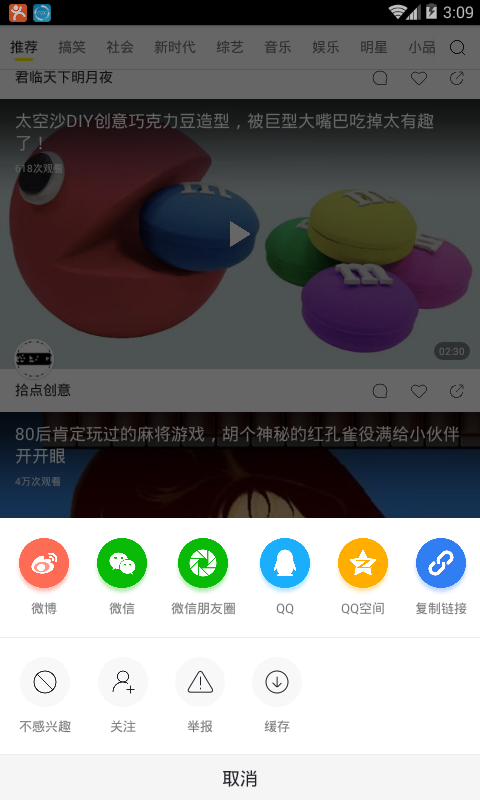 3:09
推荐 搞笑 社会 新时代 综艺 音乐 娱乐 明星 小品
君临天下明月夜
太空沙DIY创意巧克力豆造型，被巨型大嘴巴吃掉太有趣
了！
618次观看
m m m m
02:30
拾点创意
80后肯定玩过的麻将游戏，胡个神秘的红孔雀役满给小伙伴
开开眼
4万次观看
微博 微信 微信朋友圈 QQ QQ空间 复制链接
不感兴趣 关注 举报 缓存
取消